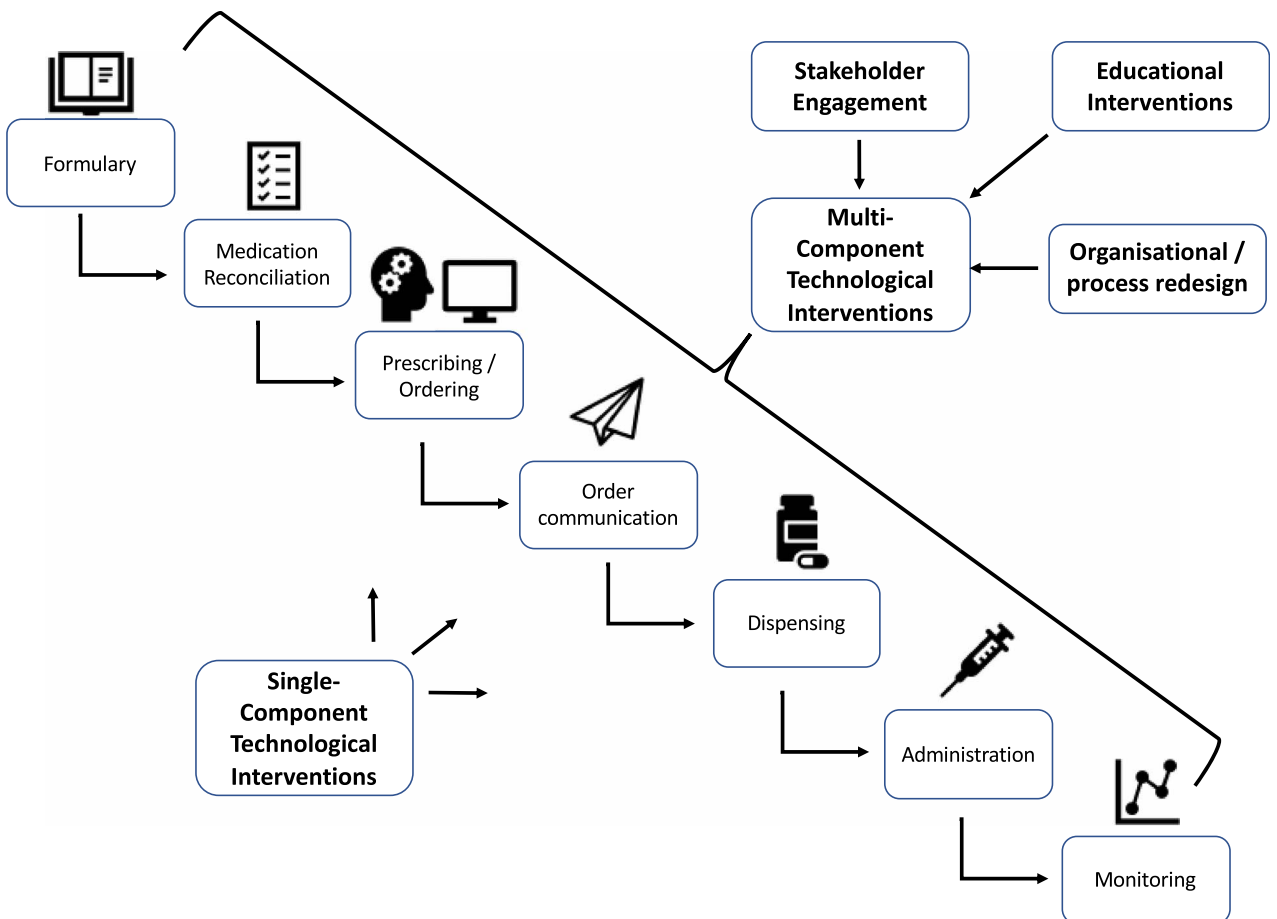 Stakeholder
Engagement
Educational
Interventions
Formulary
Multi-
Component
Technological
Interventions
Organisational /
process redesign
Medication
Reconciliation
Prescribing /
Ordering
Order
communication
Dispensing
Single-
Component
Technological
Interventions
Administration
Monitoring